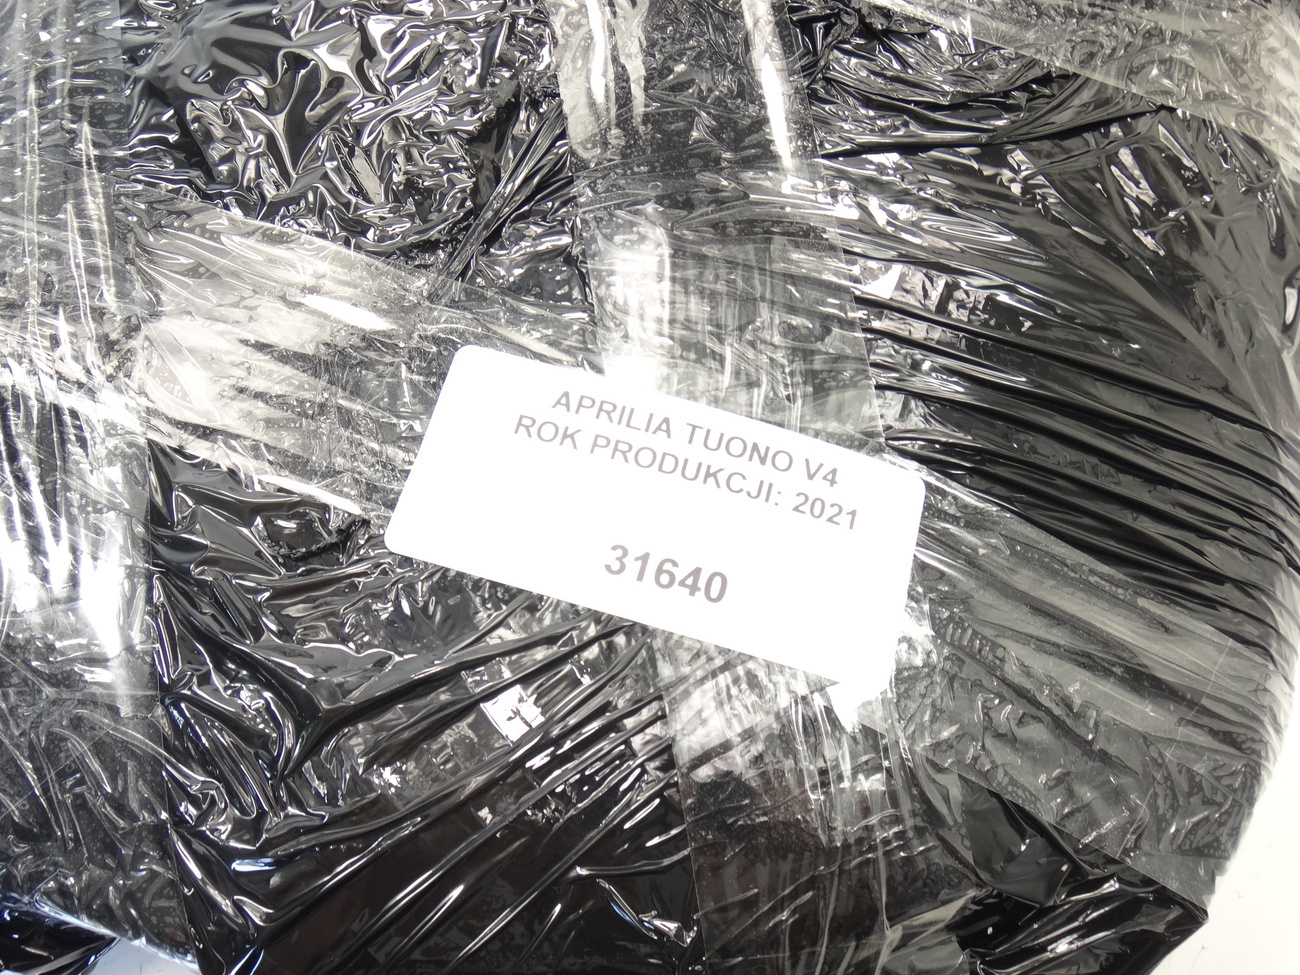 APRILIA TUONO V4
ROK PRODUKCJI: 2021
31640